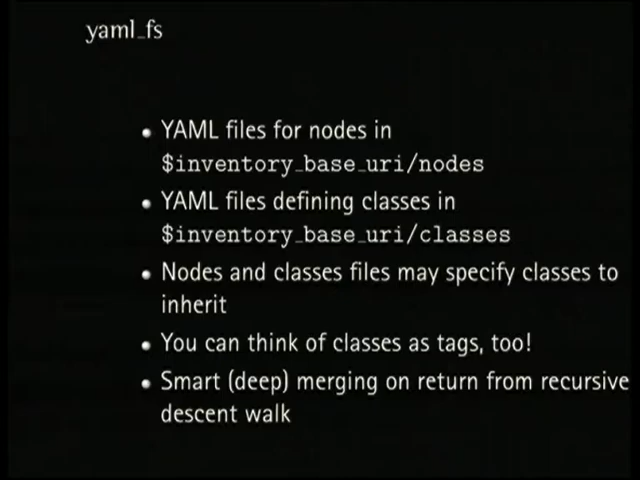 yaml_fs
• YAML files for nodes in
$inventory_base_uri/nodes
• YAML files defining classes in
$inventory_base_uri/classes
• Nodes and classes files may specify classes to
inherit
• You can think of classes as tags, too!
• Smart (deep) merging on return from recursive
descent walk